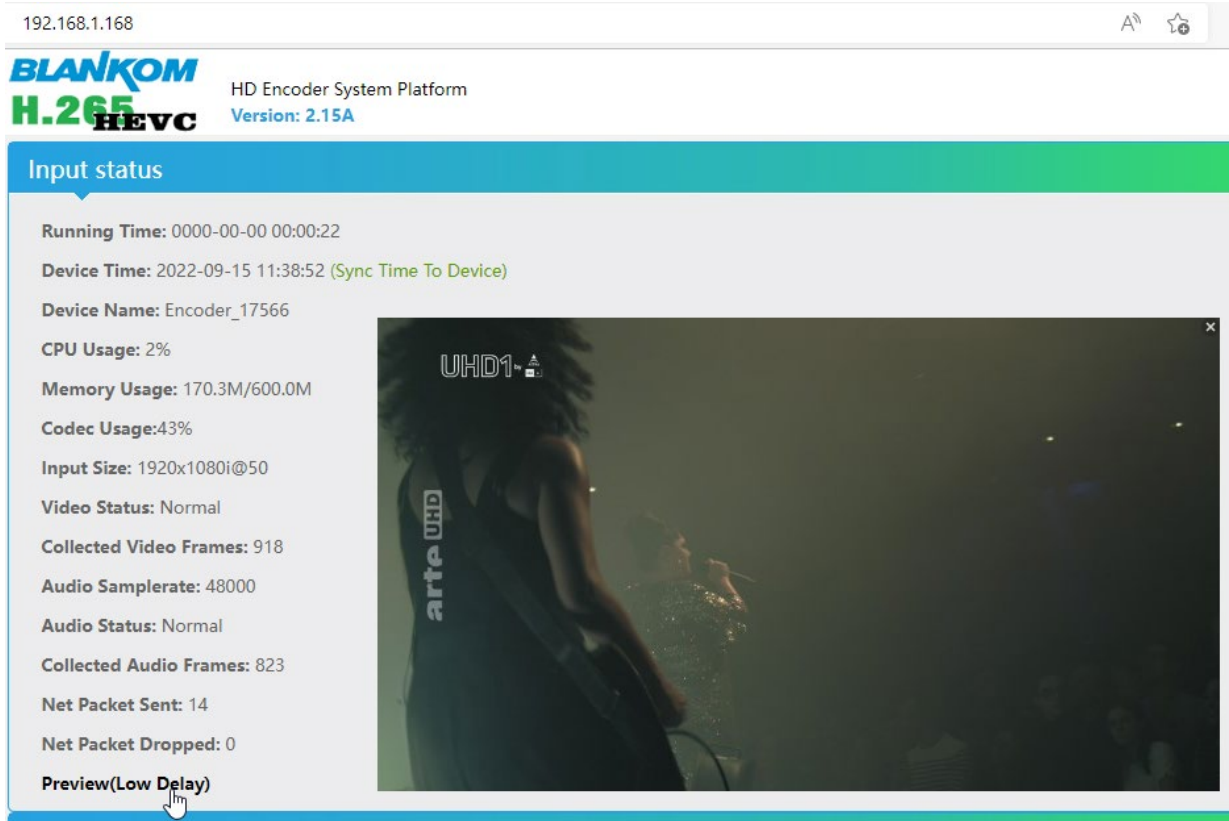 192.168.1.168
BLANKOM
H.265
HEVC
HD Encoder System Platform
Version: 2.15A
Input status
Running Time: 0000-00-00 00:00:22
Device Time: 2022-09-15 11:38:52 (Sync Time To Device)
Device Name: Encoder_17566
CPU Usage: 2%
Memory Usage: 170.3M/600.0M
Codec Usage:43%
Input Size: 1920x1080i@50
Video Status: Normal
Collected Video Frames: 918
Audio Samplerate: 48000
Audio Status: Normal
Collected Audio Frames: 823
Net Packet Sent: 14
Net Packet Dropped: 0
Preview(Low Delay)
UHD1 by
arte UHD